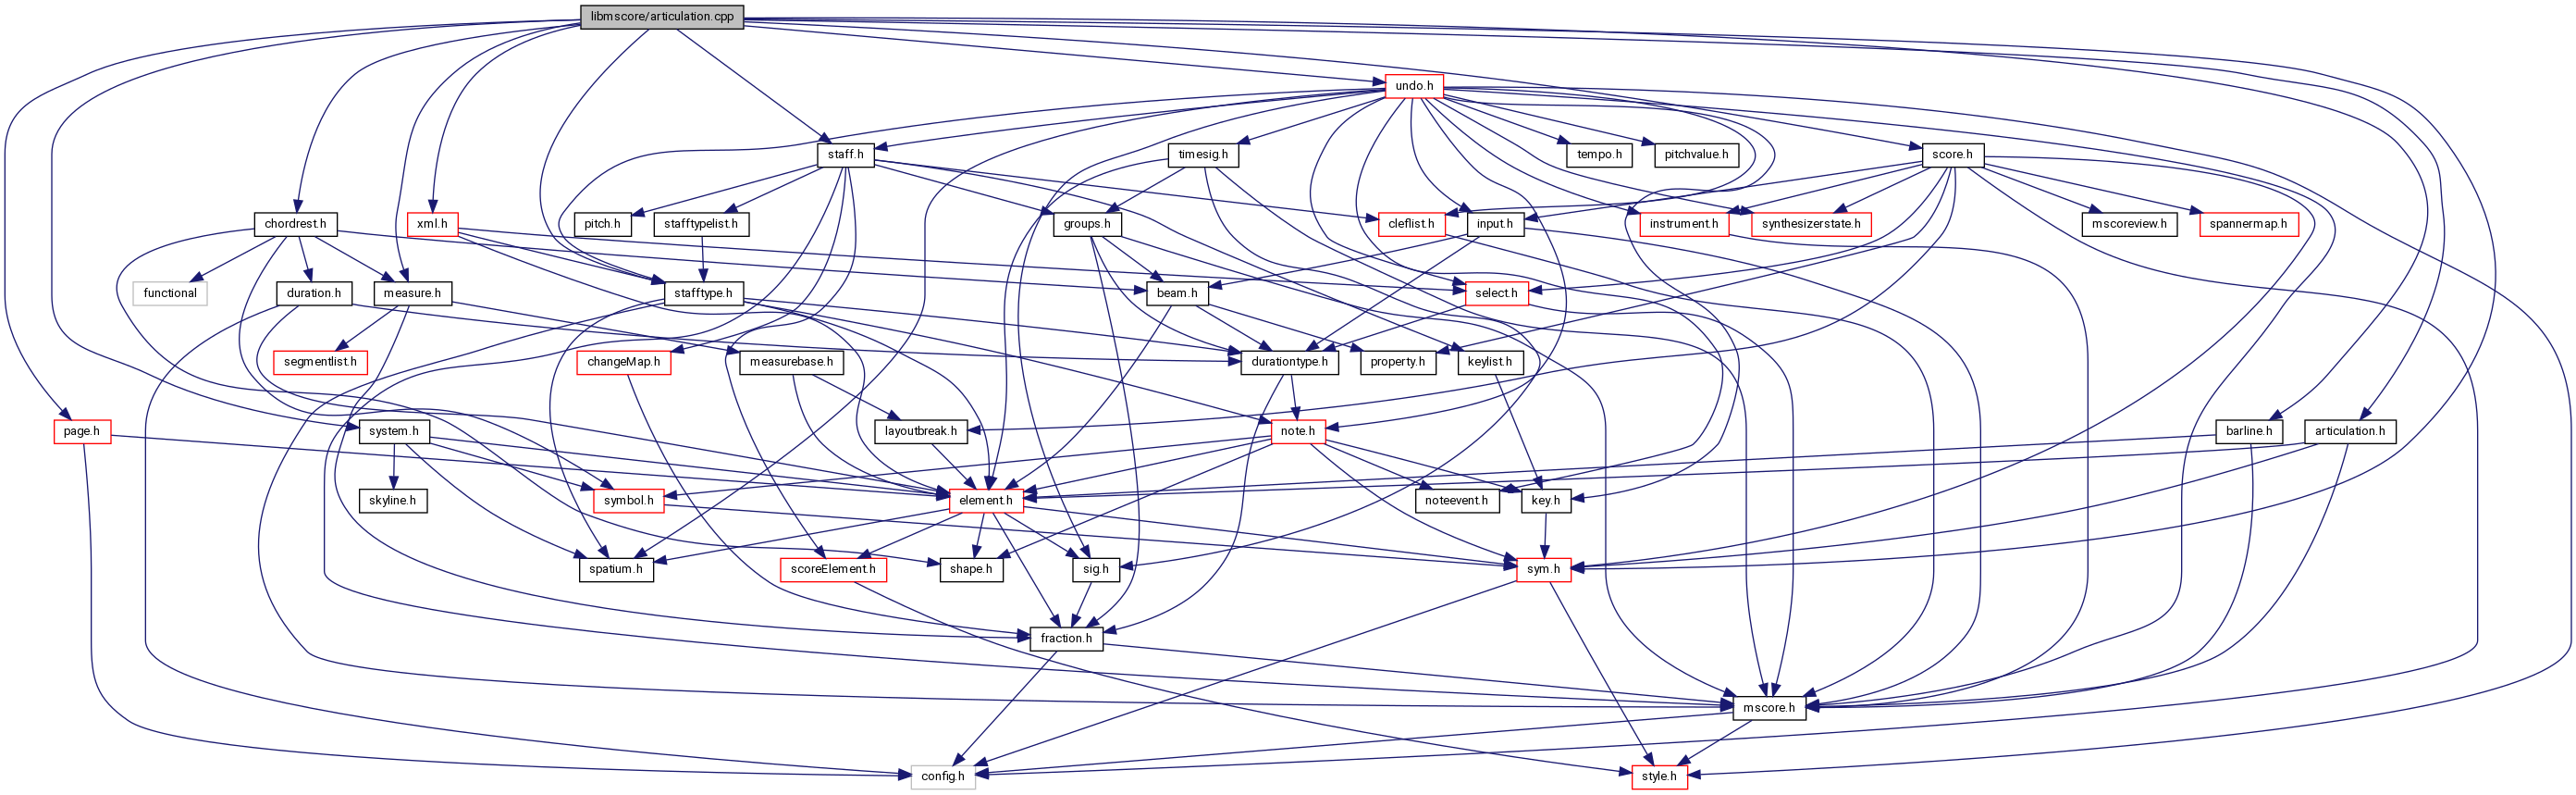 libmscore/articulation.cpp
undo.h
staff.h
timesig.h
tempo.h
pitchvalue.h
score.h
chordrest.h
xml.h
pitch.h
stafftypelist.h
groups.h
cleflist.h
input.h
instrument.h
synthesizerstate.h
mscoreview.h
spannermap.h
functional
duration.h
measure.h
stafftype.h
beam.h
select.h
segmentlist.h
changeMap.h
measurebase.h
durationtype.h
property.h
keylist.h
page.h
system.h
layoutbreak.h
note.h
barline.h
articulation.h
skyline.h
symbol.h
element.h
noteevent.h
key.h
spatium.h
scoreElement.h
shape.h
sig.h
sym.h
fraction.h
mscore.h
config.h
style.h